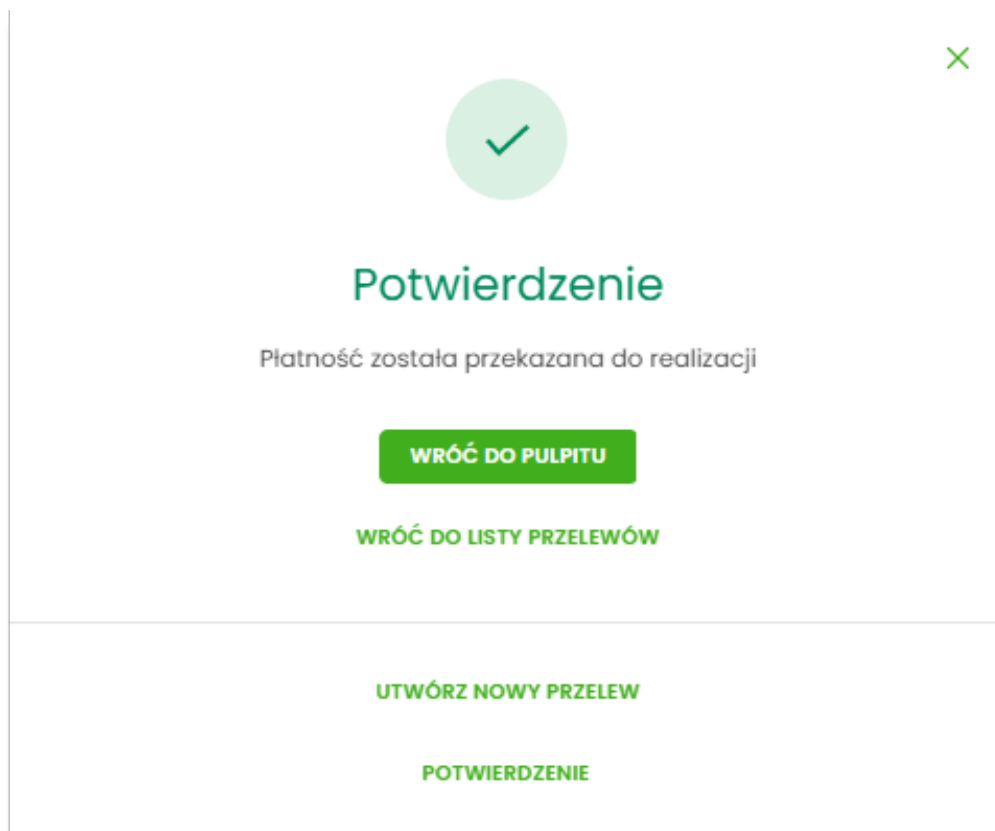 Potwierdzenie
Płatność została przekazana do realizacji
WRÓĆ DO PULPITU
WRÓĆ DO LISTY PRZELEWÓW
UTWÓRZ NOWY PRZELEW
POTWIERDZENIE